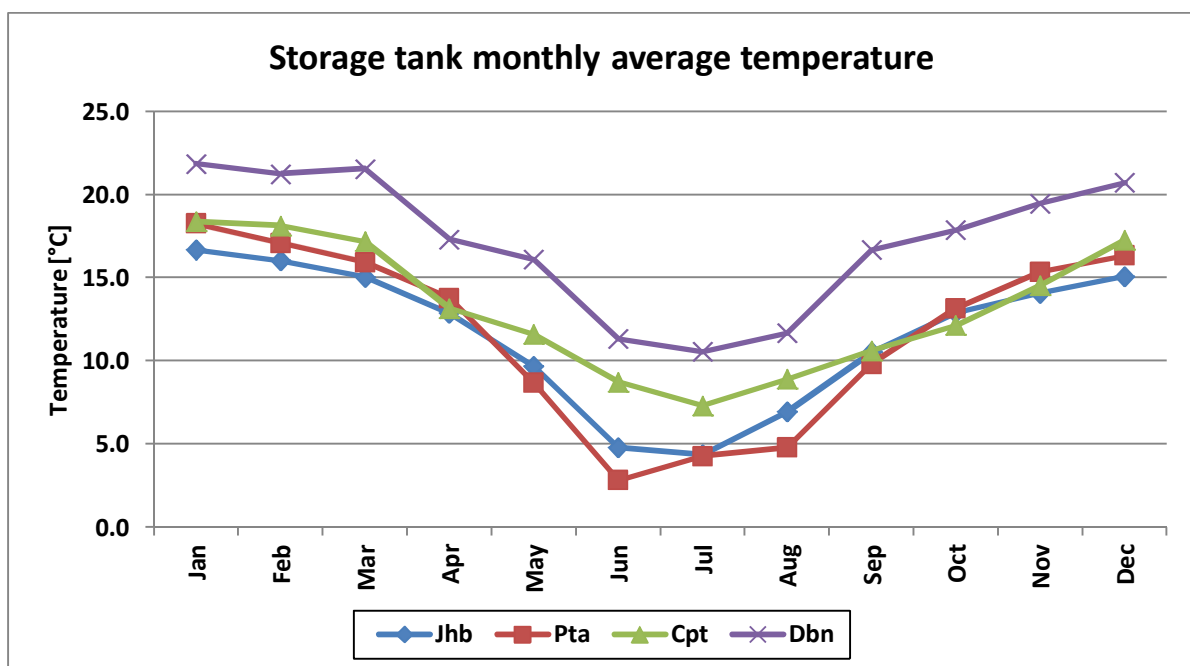 Storage tank monthly average temperature
25.0
20.0
15.0
10.0
5.0
0.0
Temperature [°C]
Jan Feb Mar Apr May Jun Jul Aug Sep Oct Nov Dec
Jhb Pta Cpt Dbn